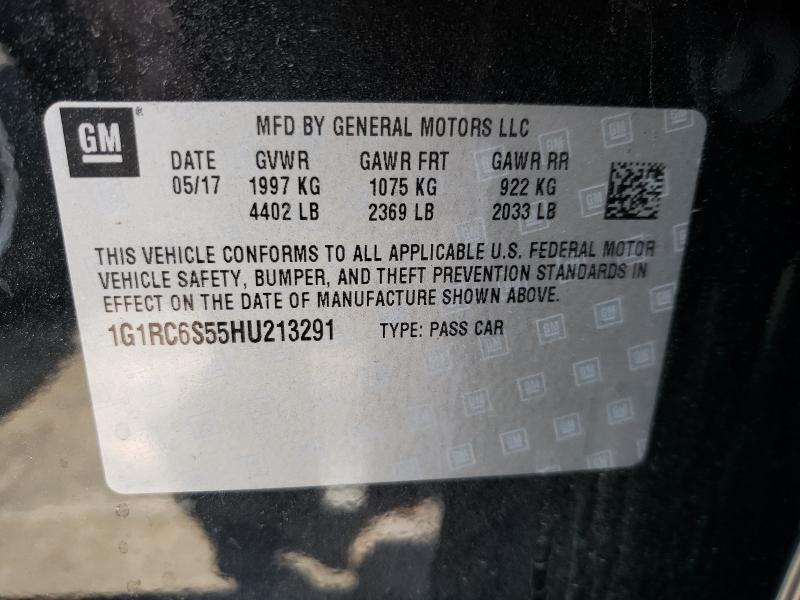 GM
MFD BY GENERAL MOTORS LLC
DATE GVWR GAWR FRT GAWR RR
05/17 1997 KG 1075 KG 922 KG
4402 LB 2369 LB 2033 LB
THIS VEHICLE CONFORMS TO ALL APPLICABLE U.S. FEDERAL MOTOR
VEHICLE SAFETY, BUMPER, AND THEFT PREVENTION STANDARDS IN
EFFECT ON THE DATE OF MANUFACTURE SHOWN ABOVE.
1G1RC6S55HU213291 TYPE: PASS CAR